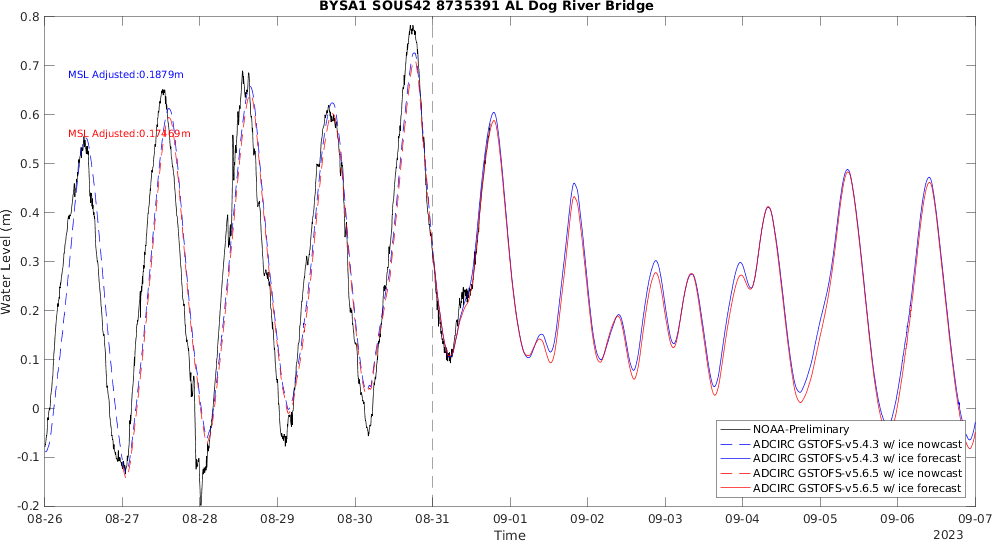 BYSA1 SOUS42 8735391 AL Dog River Bridge
0.8
0.7
0.6
0.5
0.4
0.3
0.2
0.1
0
-0.1
-0.2
Water Level (m)
MSL Adjusted:0.1879m
MSL Adjusted:0.17469m
NOAA-Preliminary
ADCIRC GSTOFS-v5.4.3 w/ ice nowcast
ADCIRC GSTOFS-v5.4.3 w/ ice forecast
ADCIRC GSTOFS-v5.6.5 w/ ice nowcast
ADCIRC GSTOFS-v5.6.5 w/ ice forecast
08-26 08-27 08-28 08-29 08-30 08-31 09-01 09-02 09-03 09-04 09-05 09-06 09-07
Time
2023